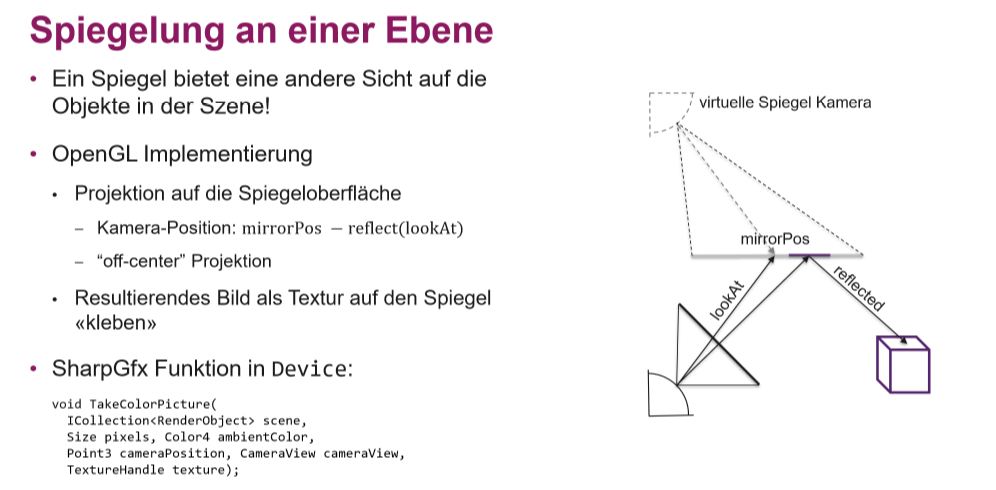 Spiegelung an einer Ebene
• Ein Spiegel bietet eine andere Sicht auf die
Objekte in der Szene!
• OpenGL Implementierung
• Projektion auf die Spiegeloberfläche
– Kamera-Position: mirrorPos − reflect(lookAt)
– “off-center” Projektion
• Resultierendes Bild als Textur auf den Spiegel
«kleben»
• SharpGfx Funktion in Device:
void TakeColorPicture(
ICollection<RenderObject> scene,
Size pixels, Color4 ambientColor,
Point3 cameraPosition, CameraView cameraView,
TextureHandle texture);
virtuelle Spiegel Kamera
mirrorPos
lookAt
reflected